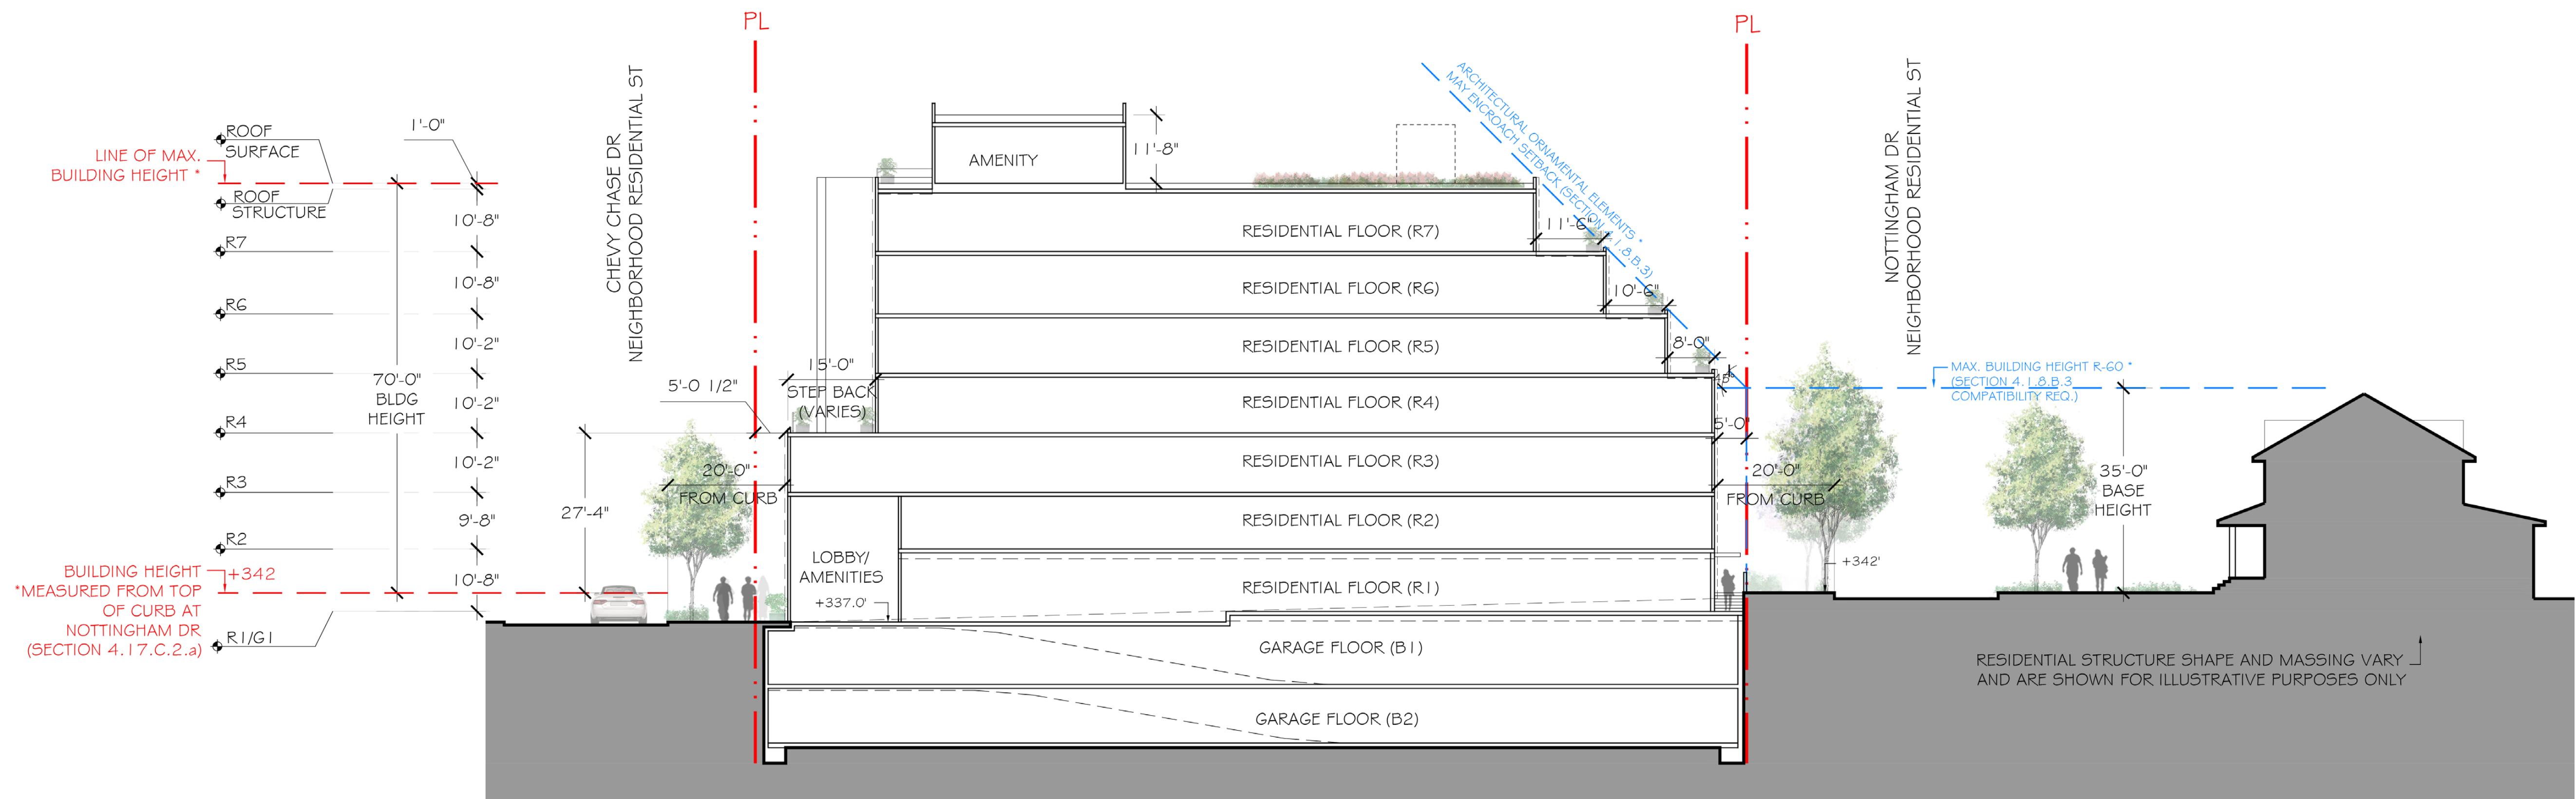 PL
PL
CHEVY CHASE DR
NEIGHBORHOOD RESIDENTIAL ST
NOTTINGHAM DR
NEIGHBORHOOD RESIDENTIAL ST
ARCHITECTURAL ORNAMENTAL ELEMENTS *
MAY ENCROACH SETBACK (SECTION 4.1.8.B.3)
ROOF
SURFACE
1'-0"
LINE OF MAX.
BUILDING HEIGHT *
ROOF
STRUCTURE
10'-8"
R7
10'-8"
R6
10'-2"
R5
10'-2"
R4
10'-2"
R3
9'-8"
R2
10'-8"
R1/G1
70'-0"
BLDG
HEIGHT
BUILDING HEIGHT
+342
*MEASURED FROM TOP
OF CURB AT
NOTTINGHAM DR
(SECTION 4.17.C.2.a)
27'-4"
5'-0 1/2"
15'-0"
STEP BACK
(VARIES)
20'-0"
FROM CURB
AMENITY
11'-8"
RESIDENTIAL FLOOR (R7)
RESIDENTIAL FLOOR (R6)
RESIDENTIAL FLOOR (R5)
RESIDENTIAL FLOOR (R4)
RESIDENTIAL FLOOR (R3)
RESIDENTIAL FLOOR (R2)
RESIDENTIAL FLOOR (R1)
LOBBY/
AMENITIES
+337.0'
GARAGE FLOOR (B1)
GARAGE FLOOR (B2)
11'-6"
10'-6"
8'-0"
45°
5'-0"
20'-0"
FROM CURB
+342'
MAX. BUILDING HEIGHT R-60 *
(SECTION 4.1.8.B.3
COMPATIBILITY REQ.)
35'-0"
BASE
HEIGHT
RESIDENTIAL STRUCTURE SHAPE AND MASSING VARY
AND ARE SHOWN FOR ILLUSTRATIVE PURPOSES ONLY